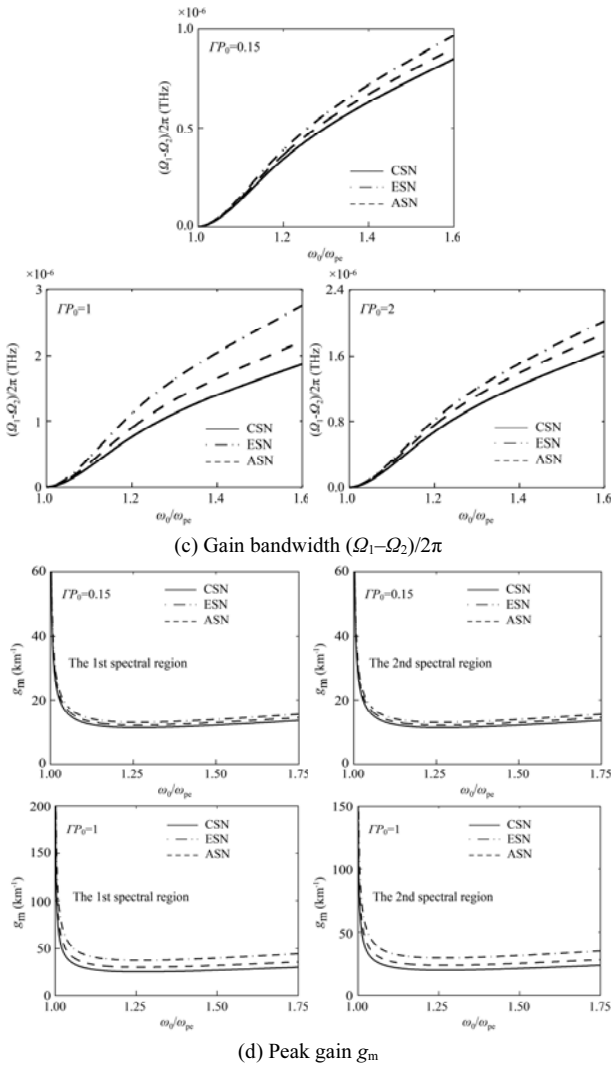 ×10⁻⁶
1.0
ΓP₀=0.15
0.5
0.0
(Ω₁-Ω₂)/2π (THz)
CSN
ESN
ASN
1.0 1.2 1.4 1.6
ω₀/ωpe
×10⁻⁶
3
ΓP₀=1
2
1
0
(Ω₁-Ω₂)/2π (THz)
CSN
ESN
ASN
1.0 1.2 1.4 1.6
ω₀/ωpe
×10⁻⁶
2.4
ΓP₀=2
1.6
0.8
0
(Ω₁-Ω₂)/2π (THz)
CSN
ESN
ASN
1.0 1.2 1.4 1.6
ω₀/ωpe
(c) Gain bandwidth (Ω₁–Ω₂)/2π
60
ΓP₀=0.15
CSN
ESN
ASN
40
The 1st spectral region
20
0
gm (km⁻¹)
1.00 1.25 1.50 1.75
ω₀/ωpe
60
ΓP₀=0.15
CSN
ESN
ASN
40
The 2nd spectral region
20
0
gm (km⁻¹)
1.00 1.25 1.50 1.75
ω₀/ωpe
200
ΓP₀=1
CSN
ESN
ASN
150
100
The 1st spectral region
50
0
gm (km⁻¹)
1.00 1.25 1.50 1.75
ω₀/ωpe
150
ΓP₀=1
CSN
ESN
ASN
100
The 2nd spectral region
50
0
gm (km⁻¹)
1.00 1.25 1.50 1.75
ω₀/ωpe
(d) Peak gain gm